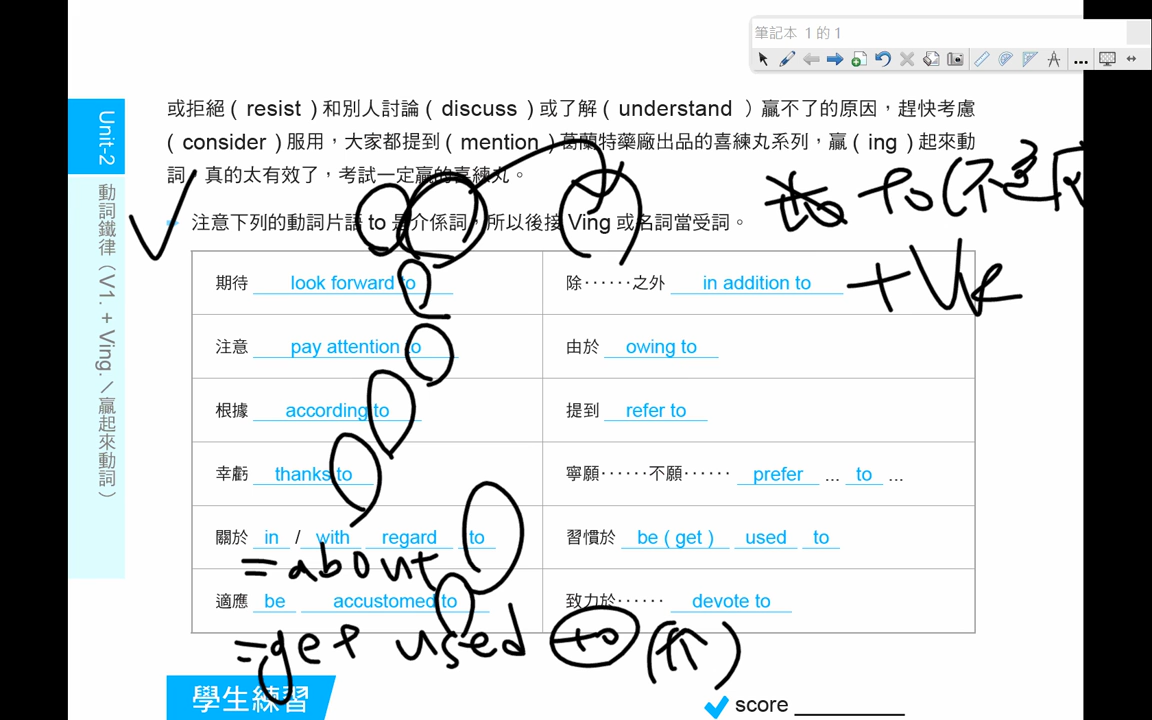 筆記本 1 的 1
或拒絕（ resist ）和別人討論（ discuss ）或了解（ understand ）贏不了的原因，趕快考慮
（ consider ）服用，大家都提到（ mention ）葛蘭特藥廠出品的喜練丸系列，贏（ ing ）起來動
詞，真的太有效了，考試一定贏的喜練丸。
Unit-2 動詞鐵律（V1. + Ving.／贏起來動詞）
to to (不定
注意下列的動詞片語 to 是介係詞，所以後接 Ving 或名詞當受詞。
期待 look forward to 除⋯⋯之外 in addition to
+ VR
注意 pay attention to 由於 owing to
根據 according to 提到 refer to
幸虧 thanks to 寧願⋯⋯不願⋯⋯ prefer ... to ...
關於 in / with regard to 習慣於 be ( get ) used to
= about
適應 be accustomed to 致力於⋯⋯ devote to
= get used to (介)
學生練習
score